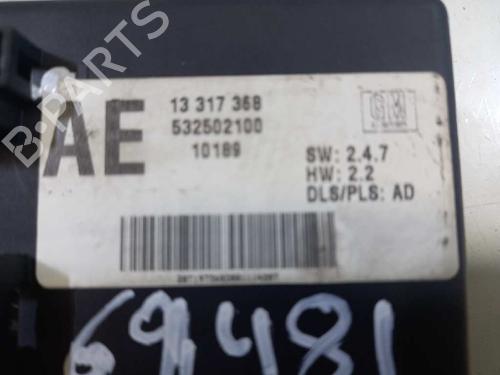 AE
13 317 368
532502100
10189
GM
SW: 2.4.7
HW: 2.2
DLS/PLS: AD
69481
B-PARTS